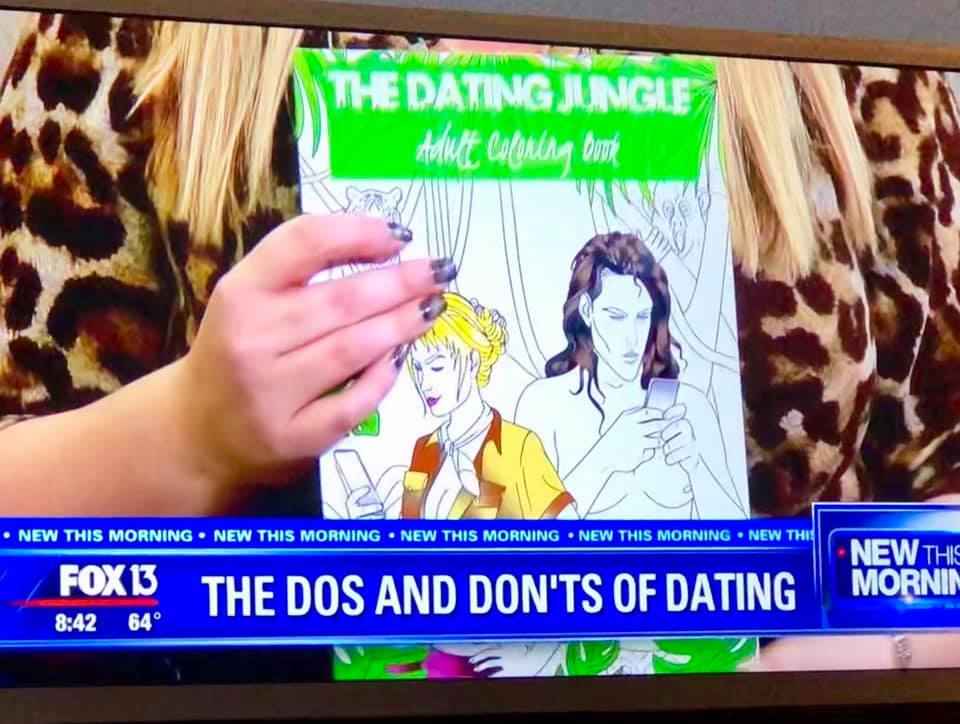 THE DATING JUNGLE
Adult Coloring Book
• NEW THIS MORNING • NEW THIS MORNING • NEW THIS MORNING • NEW THIS MORNING • NEW THIS
FOX 13
8:42 64°
THE DOS AND DON'TS OF DATING
NEW THIS
MORNIN